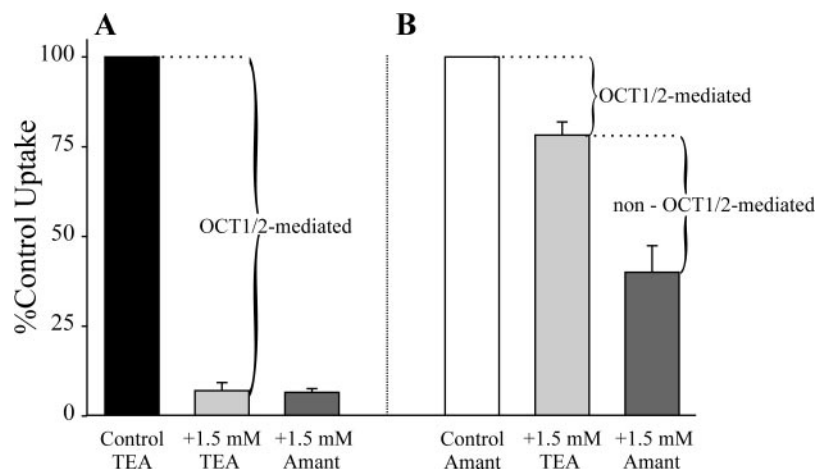 A
B
%Control Uptake
100
75
50
25
0
OCT1/2-mediated
OCT1/2-mediated
non - OCT1/2-mediated
Control
TEA
+1.5 mM
TEA
+1.5 mM
Amant
Control
Amant
+1.5 mM
TEA
+1.5 mM
Amant